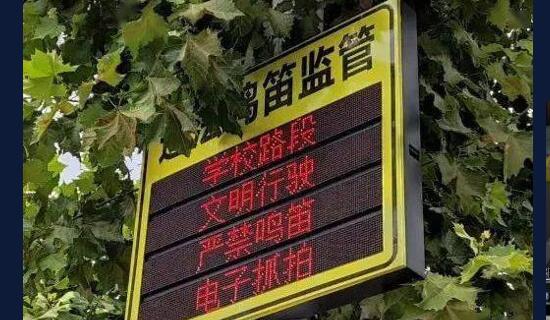 鸣笛监管
学校路段
文明行驶
严禁鸣笛
电子抓拍